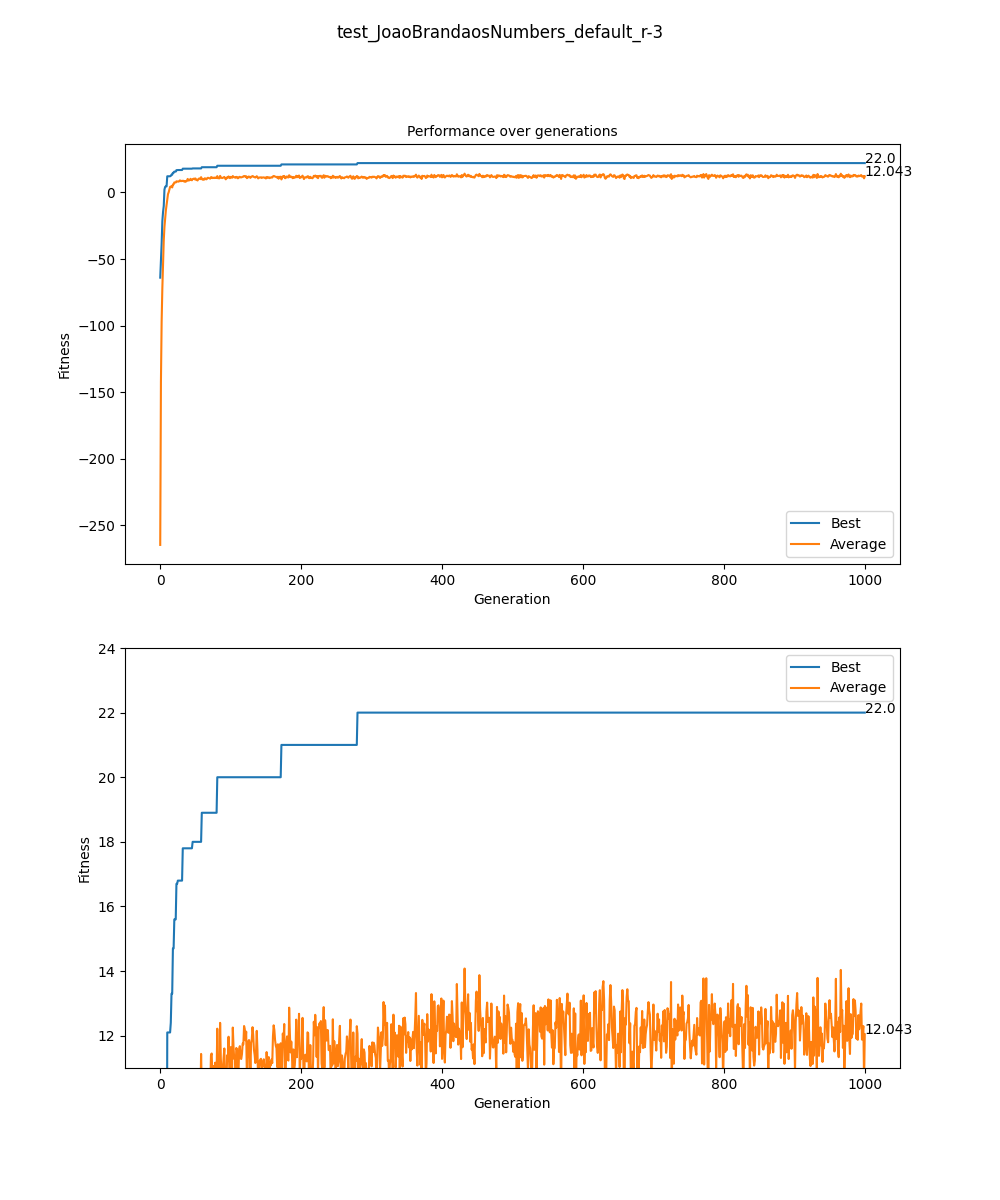 test_JoaoBrandaosNumbers_default_r-3
Performance over generations
22.0
12.043
0
−50
−100
−150
−200
−250
Fitness
Best
Average
0 200 400 600 800 1000
Generation
24
22
20
18
16
14
12
Fitness
Best
Average
22.0
12.043
0 200 400 600 800 1000
Generation